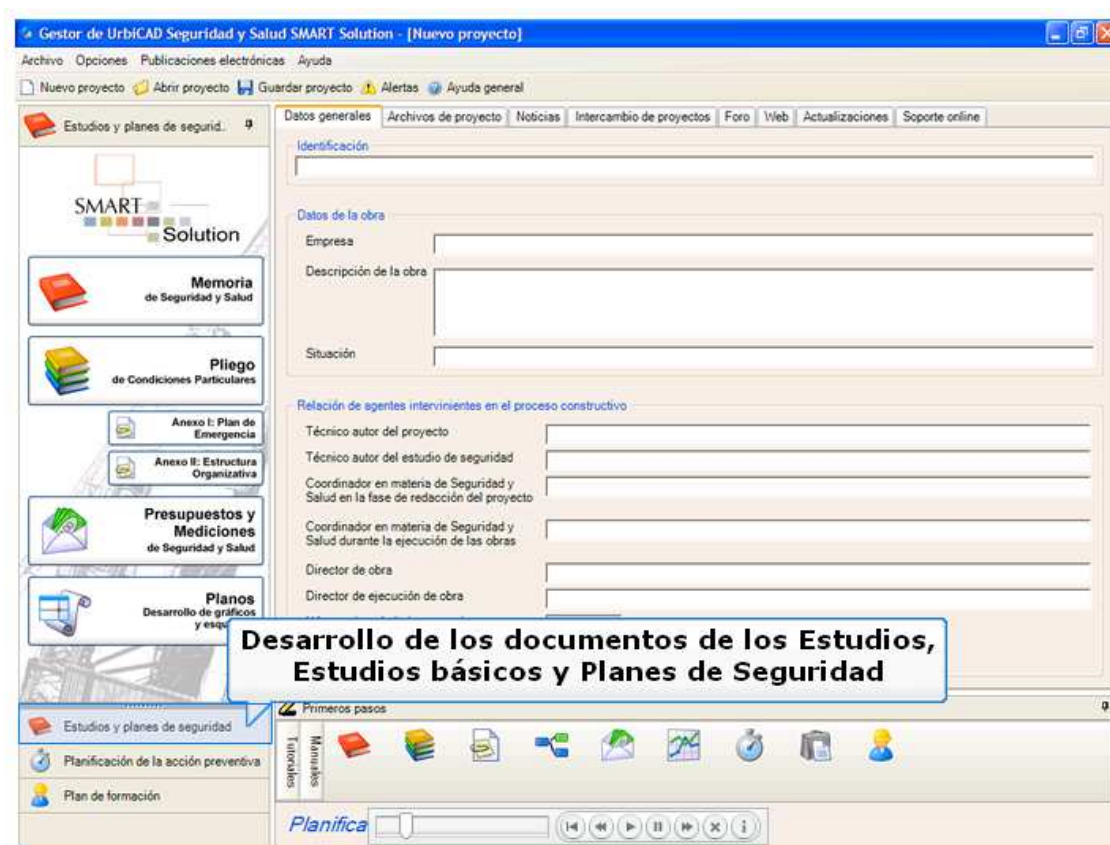 Gestor de UrbiCAD Seguridad y Salud SMART Solution - [Nuevo proyecto]
Archivo Opciones Publicaciones electrónicas Ayuda
Nuevo proyecto Abrir proyecto Guardar proyecto Alertas Ayuda general
Estudios y planes de segurid..
SMART
Solution
Memoria
de Seguridad y Salud
Pliego
de Condiciones Particulares
Anexo I: Plan de
Emergencia
Anexo II: Estructura
Organizativa
Presupuestos y
Mediciones
de Seguridad y Salud
Planos
Desarrollo de gráficos
y
Estudios y planes de seguridad
Planificación de la acción preventiva
Plan de formación
Datos generales Archivos de proyecto Noticias Intercambio de proyectos Foro Web Actualizaciones Soporte online
Identificación
Datos de la obra
Empresa
Descripción de la obra
Situación
Relación de agentes intervinientes en el proceso constructivo
Técnico autor del proyecto
Técnico autor del estudio de seguridad
Coordinador en materia de Seguridad y
Salud en la fase de redacción del proyecto
Coordinador en materia de Seguridad y
Salud durante la ejecución de las obras
Director de obra
Director de ejecución de obra
Desarrollo de los documentos de los Estudios,
Estudios básicos y Planes de Seguridad
Primeros pasos
Tutoriales
Manuales
Planifica